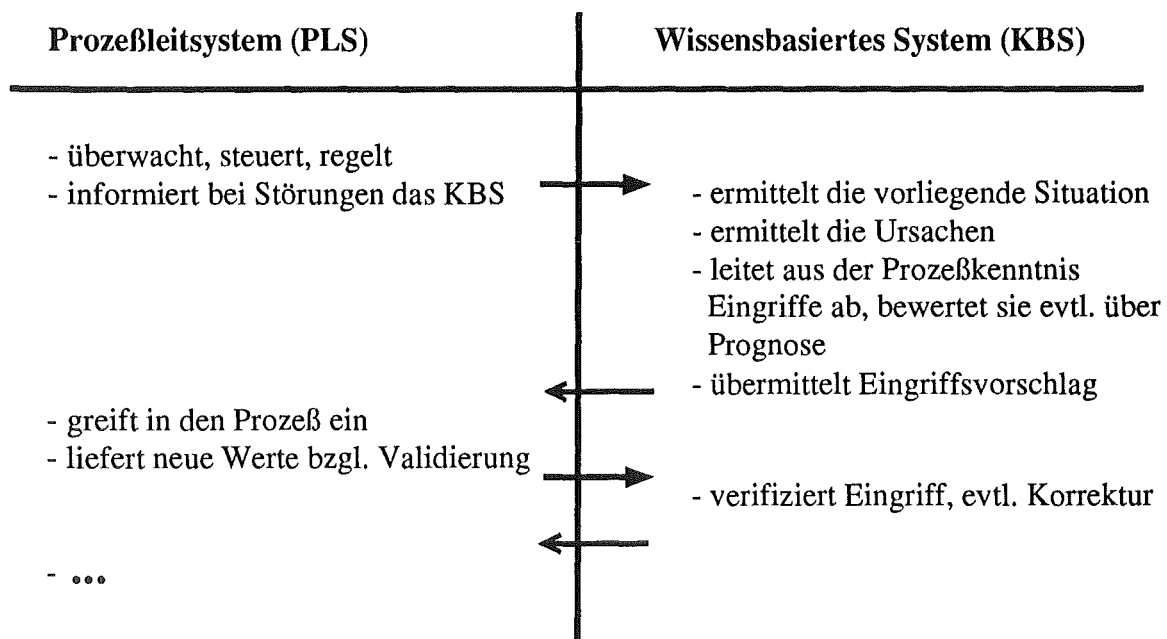 Prozeßleitsystem (PLS)
Wissensbasiertes System (KBS)
- überwacht, steuert, regelt
- informiert bei Störungen das KBS
- ermittelt die vorliegende Situation
- ermittelt die Ursachen
- leitet aus der Prozeßkenntnis
Eingriffe ab, bewertet sie evtl. über
Prognose
- übermittelt Eingriffsvorschlag
- greift in den Prozeß ein
- liefert neue Werte bzgl. Validierung
- verifiziert Eingriff, evtl. Korrektur
- ...